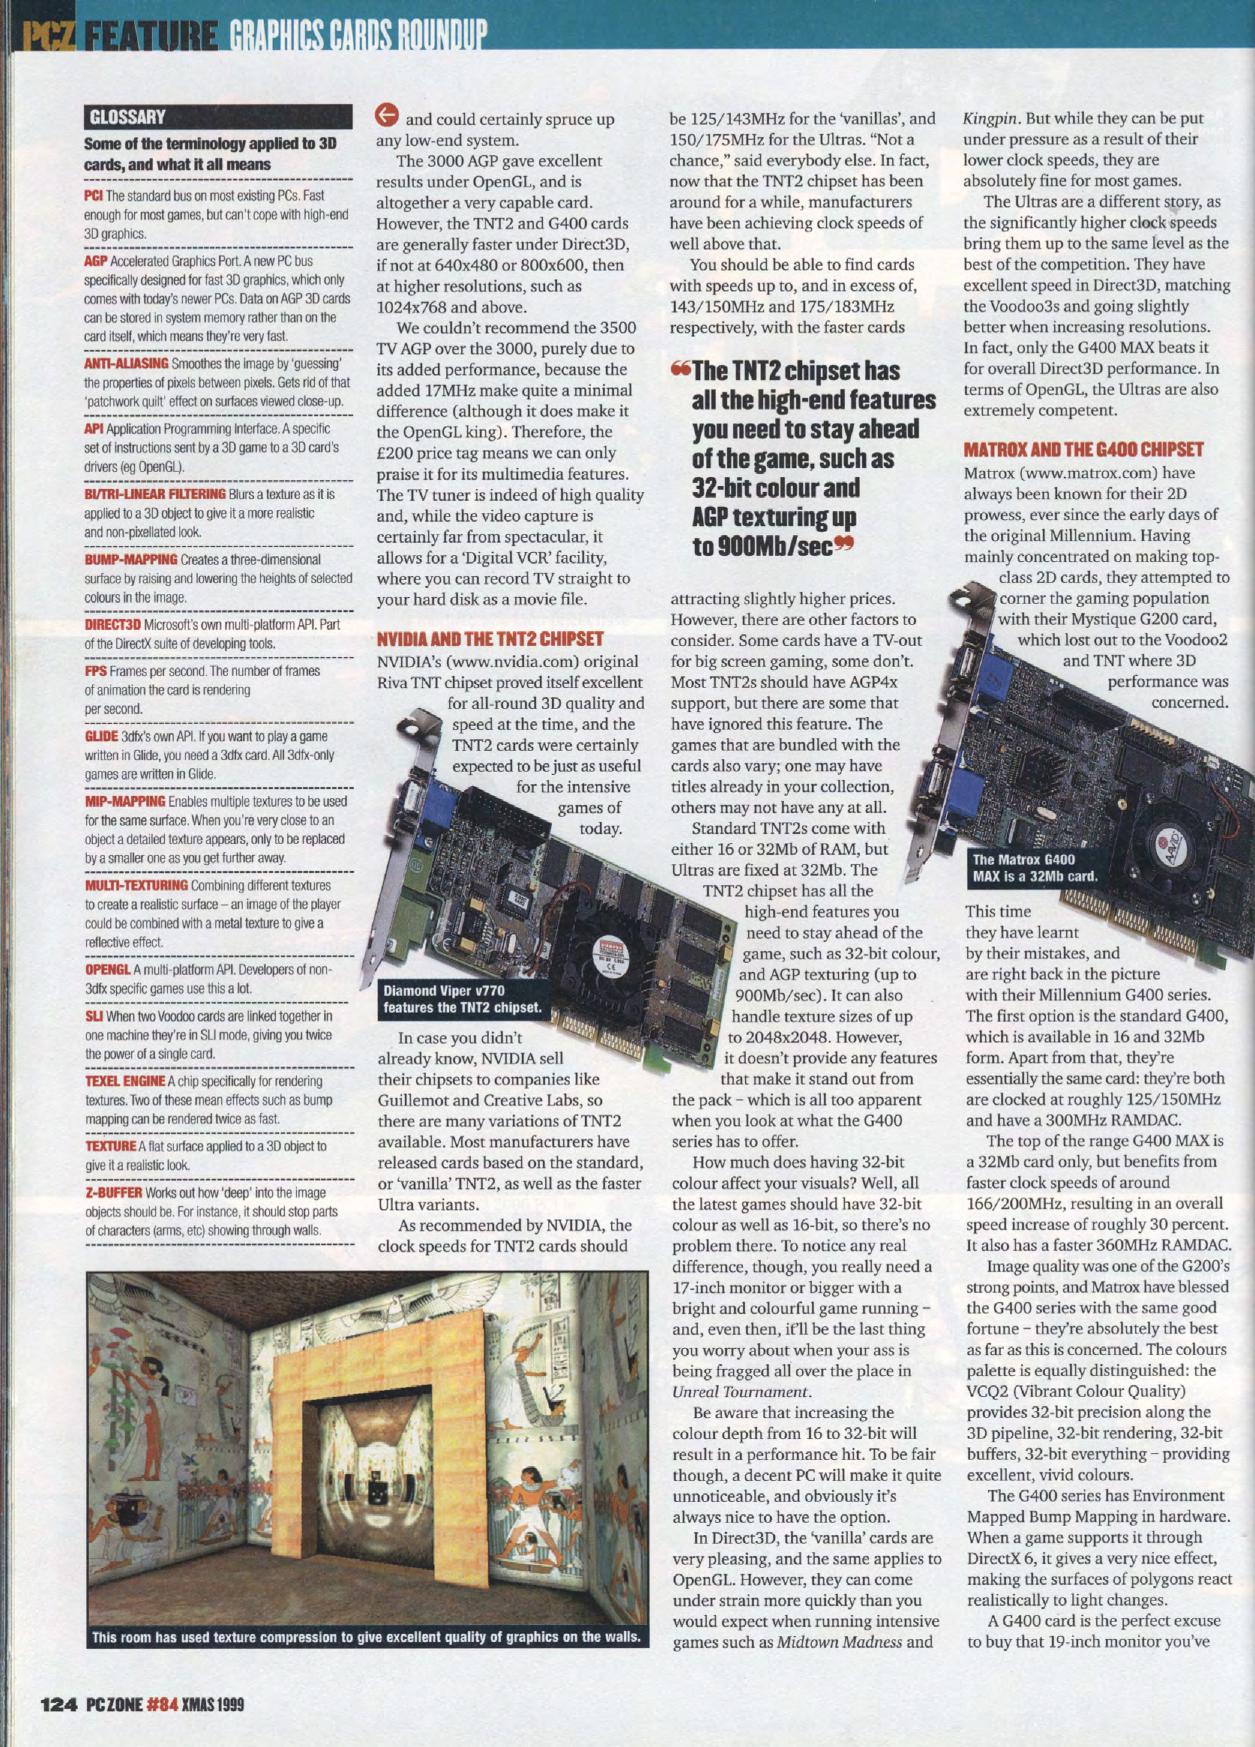 PCZ FEATURE GRAPHICS CARDS ROUNDUP
GLOSSARY
Some of the terminology applied to 3D
cards, and what it all means
PCI The standard bus on most existing PCs. Fast
enough for most games, but can't cope with high-end
3D graphics.
AGP Accelerated Graphics Port. A new PC bus
specifically designed for fast 3D graphics, which only
comes with today's newer PCs. Data on AGP 3D cards
can be stored in system memory rather than on the
card itself, which means they're very fast.
ANTI-ALIASING Smoothes the image by 'guessing'
the properties of pixels between pixels. Gets rid of that
'patchwork quilt' effect on surfaces viewed close-up.
API Application Programming Interface. A specific
set of instructions sent by a 3D game to a 3D card's
drivers (eg OpenGL).
BI/TRI-LINEAR FILTERING Blurs a texture as it is
applied to a 3D object to give it a more realistic
and non-pixellated look.
BUMP-MAPPING Creates a three-dimensional
surface by raising and lowering the heights of selected
colours in the image.
DIRECT3D Microsoft's own multi-platform API. Part
of the DirectX suite of developing tools.
FPS Frames per second. The number of frames
of animation the card is rendering
per second.
GLIDE 3dfx's own API. If you want to play a game
written in Glide, you need a 3dfx card. All 3dfx-only
games are written in Glide.
MIP-MAPPING Enables multiple textures to be used
for the same surface. When you're very close to an
object a detailed texture appears, only to be replaced
by a smaller one as you get further away.
MULTI-TEXTURING Combining different textures
to create a realistic surface – an image of the player
could be combined with a metal texture to give a
reflective effect.
OPENGL A multi-platform API. Developers of non-
3dfx specific games use this a lot.
SLI When two Voodoo cards are linked together in
one machine they're in SLI mode, giving you twice
the power of a single card.
TEXEL ENGINE A chip specifically for rendering
textures. Two of these mean effects such as bump
mapping can be rendered twice as fast.
TEXTURE A flat surface applied to a 3D object to
give it a realistic look.
Z-BUFFER Works out how 'deep' into the image
objects should be. For instance, it should stop parts
of characters (arms, etc) showing through walls.
and could certainly spruce up
any low-end system.
The 3000 AGP gave excellent
results under OpenGL, and is
altogether a very capable card.
However, the TNT2 and G400 cards
are generally faster under Direct3D,
if not at 640x480 or 800x600, then
at higher resolutions, such as
1024x768 and above.
We couldn't recommend the 3500
TV AGP over the 3000, purely due to
its added performance, because the
added 17MHz make quite a minimal
difference (although it does make it
the OpenGL king). Therefore, the
£200 price tag means we can only
praise it for its multimedia features.
The TV tuner is indeed of high quality
and, while the video capture is
certainly far from spectacular, it
allows for a 'Digital VCR' facility,
where you can record TV straight to
your hard disk as a movie file.
NVIDIA AND THE TNT2 CHIPSET
NVIDIA's (www.nvidia.com) original
Riva TNT chipset proved itself excellent
for all-round 3D quality and
speed at the time, and the
TNT2 cards were certainly
expected to be just as useful
for the intensive
games of
today.
Diamond Viper v770
features the TNT2 chipset.
In case you didn't
already know, NVIDIA sell
their chipsets to companies like
Guillemot and Creative Labs, so
there are many variations of TNT2
available. Most manufacturers have
released cards based on the standard,
or 'vanilla' TNT2, as well as the faster
Ultra variants.
As recommended by NVIDIA, the
clock speeds for TNT2 cards should
This room has used texture compression to give excellent quality of graphics on the walls.
be 125/143MHz for the 'vanillas', and
150/175MHz for the Ultras. "Not a
chance," said everybody else. In fact,
now that the TNT2 chipset has been
around for a while, manufacturers
have been achieving clock speeds of
well above that.
You should be able to find cards
with speeds up to, and in excess of,
143/150MHz and 175/183MHz
respectively, with the faster cards
“The TNT2 chipset has
all the high-end features
you need to stay ahead
of the game, such as
32-bit colour and
AGP texturing up
to 900Mb/sec”
attracting slightly higher prices.
However, there are other factors to
consider. Some cards have a TV-out
for big screen gaming, some don't.
Most TNT2s should have AGP4x
support, but there are some that
have ignored this feature. The
games that are bundled with the
cards also vary; one may have
titles already in your collection,
others may not have any at all.
Standard TNT2s come with
either 16 or 32Mb of RAM, but
Ultras are fixed at 32Mb. The
TNT2 chipset has all the
high-end features you
need to stay ahead of the
game, such as 32-bit colour,
and AGP texturing (up to
900Mb/sec). It can also
handle texture sizes of up
to 2048x2048. However,
it doesn't provide any features
that make it stand out from
the pack – which is all too apparent
when you look at what the G400
series has to offer.
How much does having 32-bit
colour affect your visuals? Well, all
the latest games should have 32-bit
colour as well as 16-bit, so there's no
problem there. To notice any real
difference, though, you really need a
17-inch monitor or bigger with a
bright and colourful game running –
and, even then, it'll be the last thing
you worry about when your ass is
being fragged all over the place in
Unreal Tournament.
Be aware that increasing the
colour depth from 16 to 32-bit will
result in a performance hit. To be fair
though, a decent PC will make it quite
unnoticeable, and obviously it's
always nice to have the option.
In Direct3D, the 'vanilla' cards are
very pleasing, and the same applies to
OpenGL. However, they can come
under strain more quickly than you
would expect when running intensive
games such as Midtown Madness and
Kingpin. But while they can be put
under pressure as a result of their
lower clock speeds, they are
absolutely fine for most games.
The Ultras are a different story, as
the significantly higher clock speeds
bring them up to the same level as the
best of the competition. They have
excellent speed in Direct3D, matching
the Voodoo3s and going slightly
better when increasing resolutions.
In fact, only the G400 MAX beats it
for overall Direct3D performance. In
terms of OpenGL, the Ultras are also
extremely competent.
MATROX AND THE G400 CHIPSET
Matrox (www.matrox.com) have
always been known for their 2D
prowess, ever since the early days of
the original Millennium. Having
mainly concentrated on making top-
class 2D cards, they attempted to
corner the gaming population
with their Mystique G200 card,
which lost out to the Voodoo2
and TNT where 3D
performance was
concerned.
AAVID
The Matrox G400
MAX is a 32Mb card.
This time
they have learnt
by their mistakes, and
are right back in the picture
with their Millennium G400 series.
The first option is the standard G400,
which is available in 16 and 32Mb
form. Apart from that, they're
essentially the same card: they're both
are clocked at roughly 125/150MHz
and have a 300MHz RAMDAC.
The top of the range G400 MAX is
a 32Mb card only, but benefits from
faster clock speeds of around
166/200MHz, resulting in an overall
speed increase of roughly 30 percent.
It also has a faster 360MHz RAMDAC.
Image quality was one of the G200's
strong points, and Matrox have blessed
the G400 series with the same good
fortune – they're absolutely the best
as far as this is concerned. The colours
palette is equally distinguished: the
VCQ2 (Vibrant Colour Quality)
provides 32-bit precision along the
3D pipeline, 32-bit rendering, 32-bit
buffers, 32-bit everything – providing
excellent, vivid colours.
The G400 series has Environment
Mapped Bump Mapping in hardware.
When a game supports it through
DirectX 6, it gives a very nice effect,
making the surfaces of polygons react
realistically to light changes.
A G400 card is the perfect excuse
to buy that 19-inch monitor you've
124 PC ZONE #84 XMAS 1999